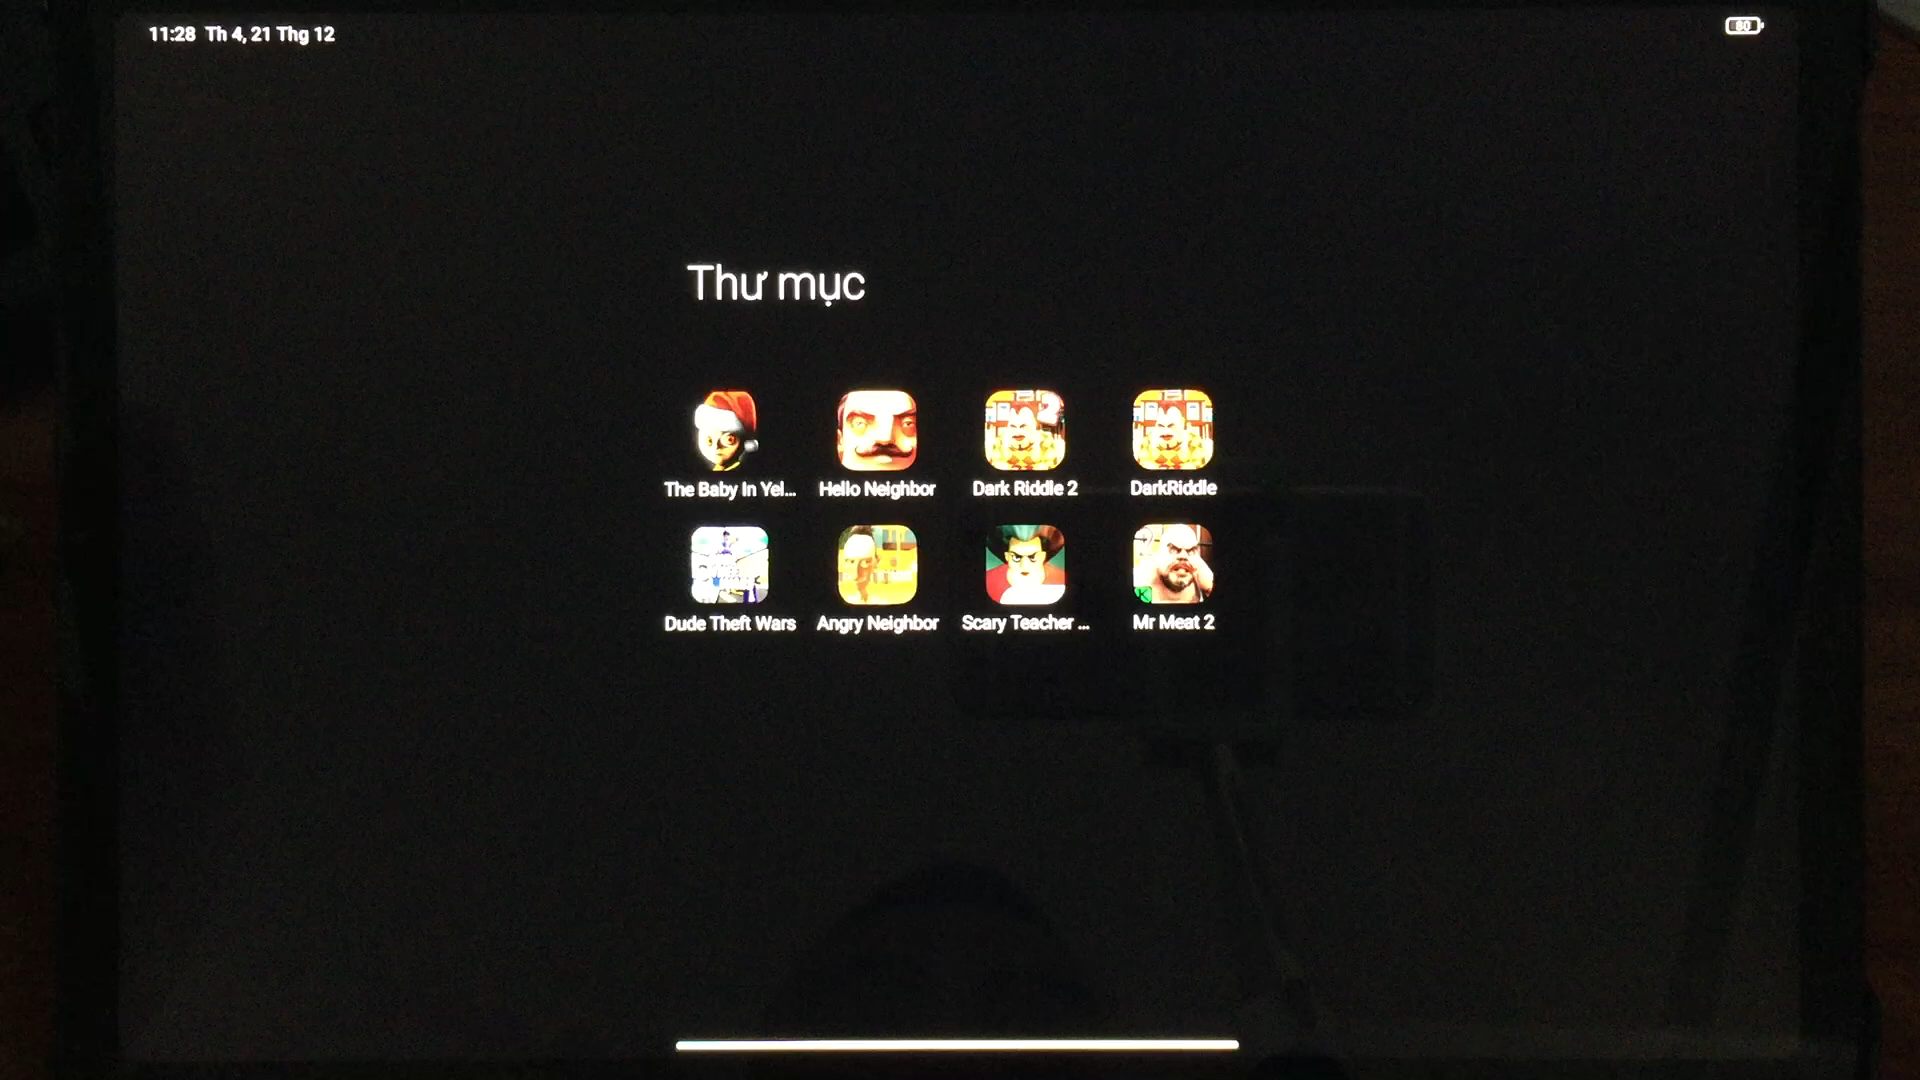 11:28 Th 4, 21 Thg 12
80
Thư mục
The Baby In Yel...
Hello Neighbor
Dark Riddle 2
DarkRiddle
Dude Theft Wars
Angry Neighbor
Scary Teacher ...
Mr Meat 2